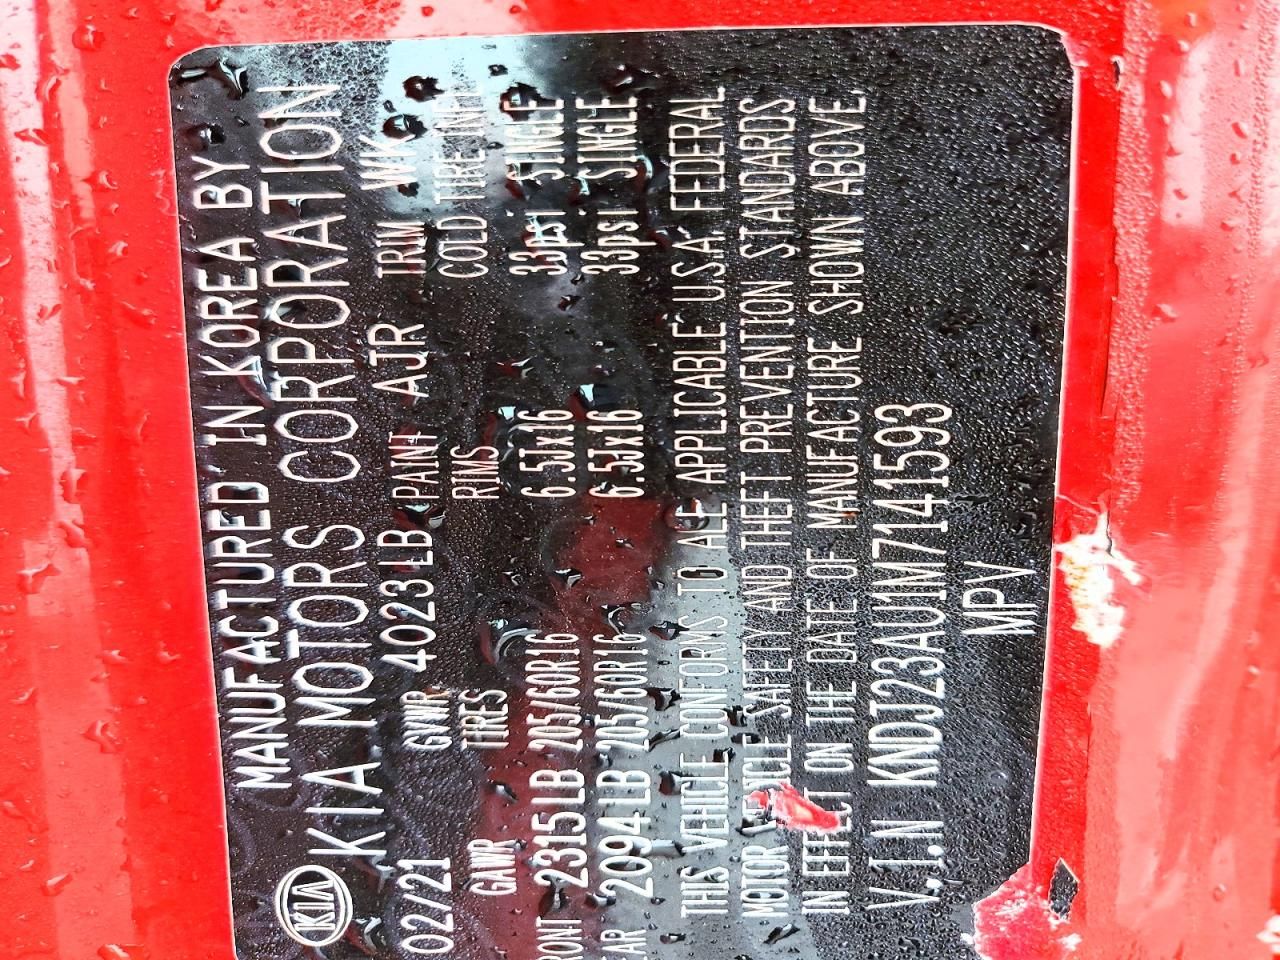 KIA
MANUFACTURED IN KOREA BY
KIA MOTORS CORPORATION
02/21 GVWR 4023 LB PAINT AJR TRIM WK
GAWR TIRES RIMS COLD TIRE INFL
RONT 2315 LB 205/60R16 6.5Jx16 33psi SINGLE
EAR 2094 LB 205/60R16 6.5Jx16 33psi SINGLE
THIS VEHICLE CONFORMS TO ALL APPLICABLE U.S.A. FEDERAL
MOTOR VEHICLE SAFETY AND THEFT PREVENTION STANDARDS
IN EFFECT ON THE DATE OF MANUFACTURE SHOWN ABOVE.
V.I.N KNDJ23AU1M7141593
MPV